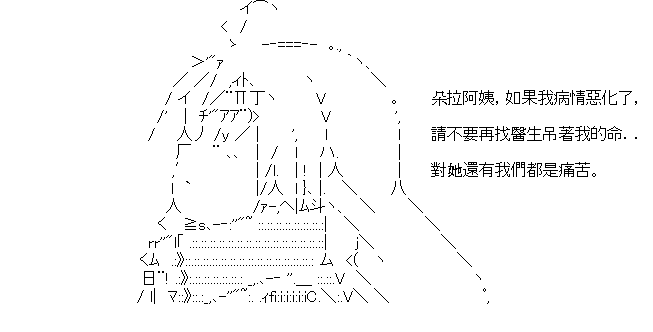 朵拉阿姨，如果我病情惡化了，
請不要再找醫生吊著我的命．．
對她還有我們都是痛苦。